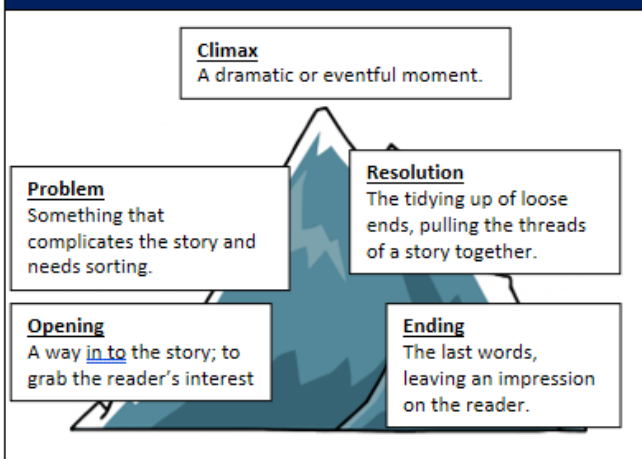 Climax
A dramatic or eventful moment.
Problem
Something that
complicates the story and
needs sorting.
Resolution
The tidying up of loose
ends, pulling the threads
of a story together.
Opening
A way in to the story; to
grab the reader's interest
Ending
The last words,
leaving an impression
on the reader.